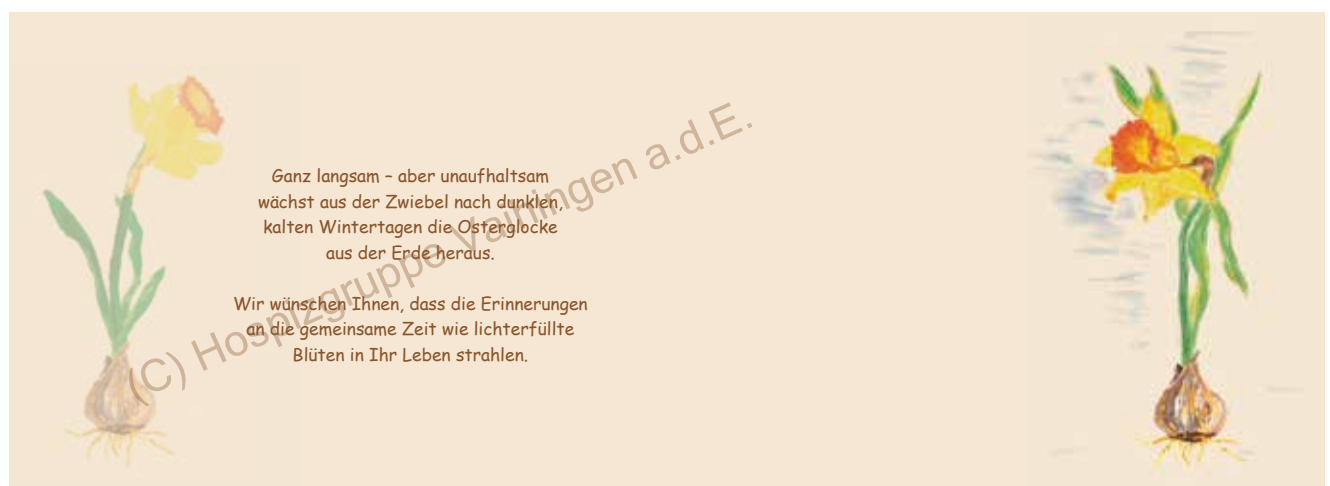 Ganz langsam – aber unaufhaltsam
wächst aus der Zwiebel nach dunklen,
kalten Wintertagen die Osterglocke
aus der Erde heraus.
Wir wünschen Ihnen, dass die Erinnerungen
an die gemeinsame Zeit wie lichterfüllte
Blüten in Ihr Leben strahlen.
(C) Hospizgruppe Vaihingen a.d.E.